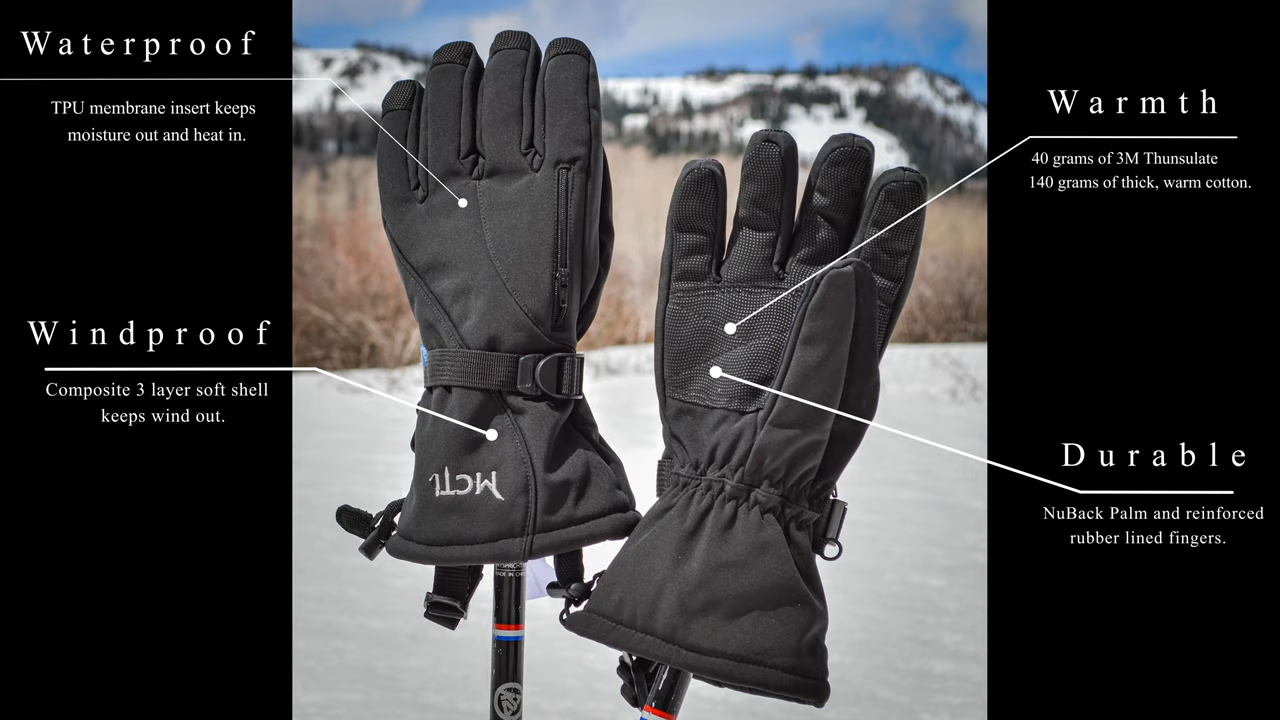 Waterproof
TPU membrane insert keeps
moisture out and heat in.
Warmth
40 grams of 3M Thunsulate
140 grams of thick, warm cotton.
Windproof
Composite 3 layer soft shell
keeps wind out.
MCTi
Durable
NuBack Palm and reinforced
rubber lined fingers.
MADE IN